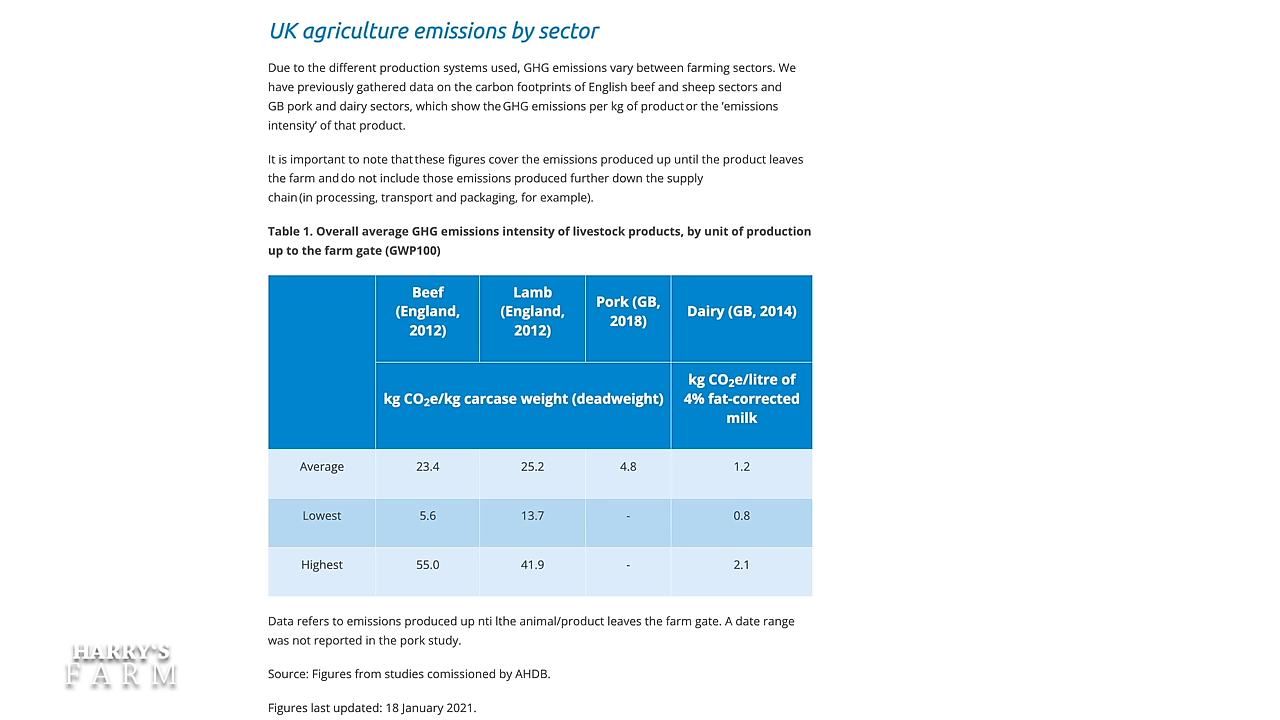 UK agriculture emissions by sector
Due to the different production systems used, GHG emissions vary between farming sectors. We
have previously gathered data on the carbon footprints of English beef and sheep sectors and
GB pork and dairy sectors, which show the GHG emissions per kg of product or the ‘emissions
intensity’ of that product.
It is important to note that these figures cover the emissions produced up until the product leaves
the farm and do not include those emissions produced further down the supply
chain (in processing, transport and packaging, for example).
Table 1. Overall average GHG emissions intensity of livestock products, by unit of production
up to the farm gate (GWP100)
Beef (England, 2012) Lamb (England, 2012) Pork (GB, 2018) Dairy (GB, 2014)
kg CO2e/kg carcase weight (deadweight) kg CO2e/litre of 4% fat-corrected milk
Average 23.4 25.2 4.8 1.2
Lowest 5.6 13.7 - 0.8
Highest 55.0 41.9 - 2.1
Data refers to emissions produced up nti lthe animal/product leaves the farm gate. A date range
was not reported in the pork study.
Source: Figures from studies comissioned by AHDB.
Figures last updated: 18 January 2021.
HARRY'S
FARM